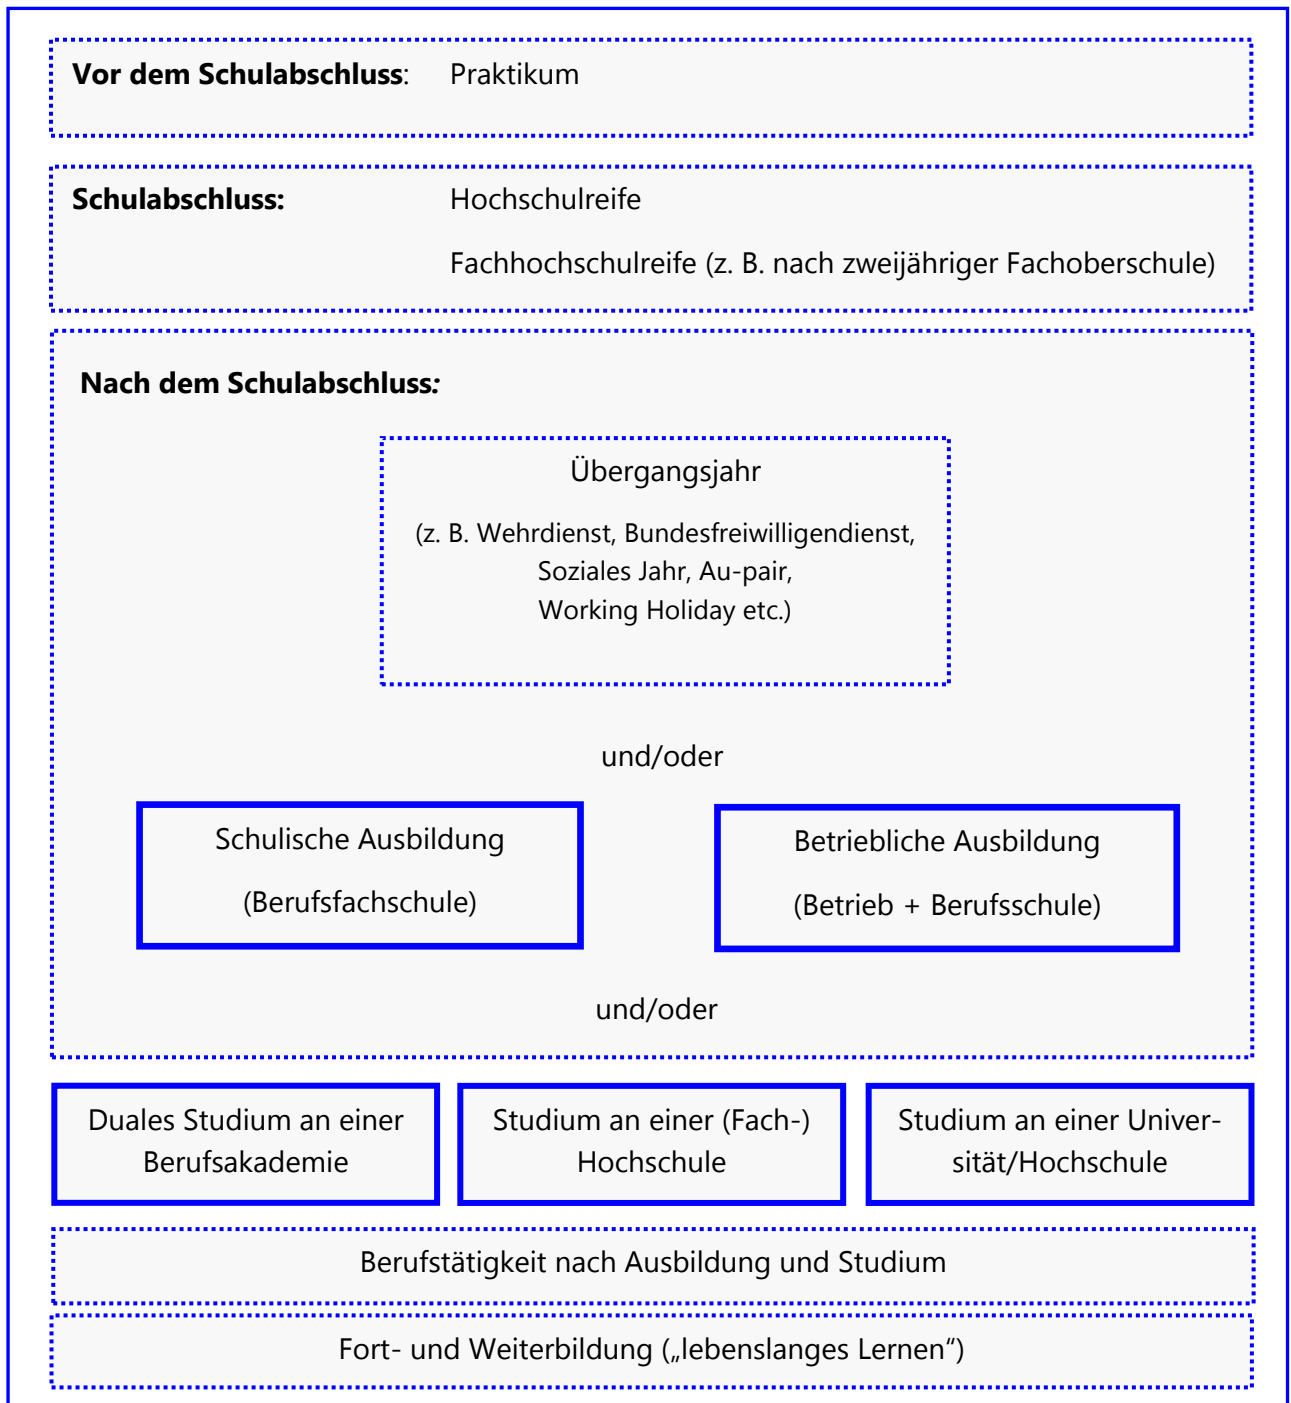 Vor dem Schulabschluss: Praktikum
Schulabschluss: Hochschulreife
Fachhochschulreife (z. B. nach zweijähriger Fachoberschule)
Nach dem Schulabschluss:
Übergangsjahr
(z. B. Wehrdienst, Bundesfreiwilligendienst,
Soziales Jahr, Au-pair,
Working Holiday etc.)
und/oder
Schulische Ausbildung
(Berufsfachschule)
Betriebliche Ausbildung
(Betrieb + Berufsschule)
und/oder
Duales Studium an einer
Berufsakademie
Studium an einer (Fach-)
Hochschule
Studium an einer Univer-
sität/Hochschule
Berufstätigkeit nach Ausbildung und Studium
Fort- und Weiterbildung („lebenslanges Lernen“)